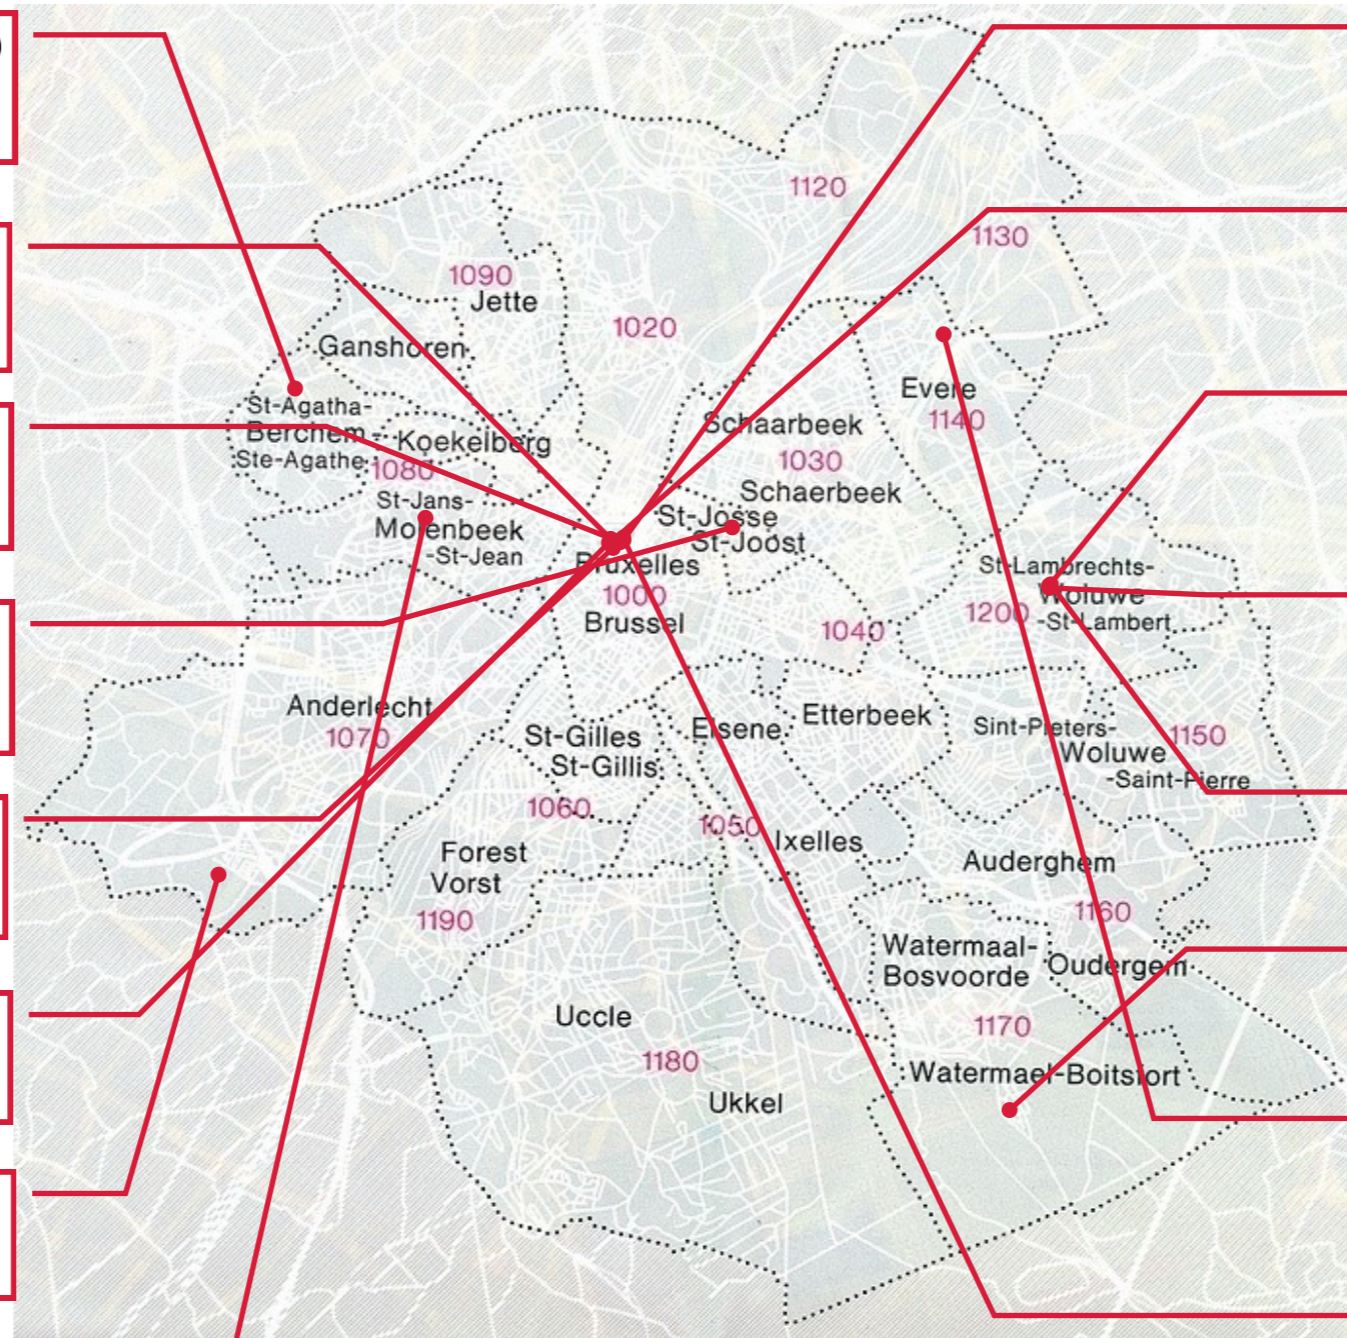 1120
1130
1090
Jette
1020
Ganshoren
Evere
1140
St-Agatha-
Berchem-
Ste-Agathe
Koekelberg
1080
St-Jans-
Molenbeek
-St-Jean
Schaarbeek
1030
Schaerbeek
St-Josse
St-Joost
Bruxelles
1000
Brussel
1040
St-Lambrechts-
Woluwe
1200
-St-Lambert
Anderlecht
1070
St-Gilles
St-Gillis
1060
Elsene
Etterbeek
Sint-Pieters-
Woluwe
-Saint-Pierre
1150
1050
Ixelles
Forest
Vorst
1190
Auderghem
1160
Oudergem
Watermaal-
Bosvoorde
1170
Watermael-Boitsfort
Uccle
1180
Ukkel